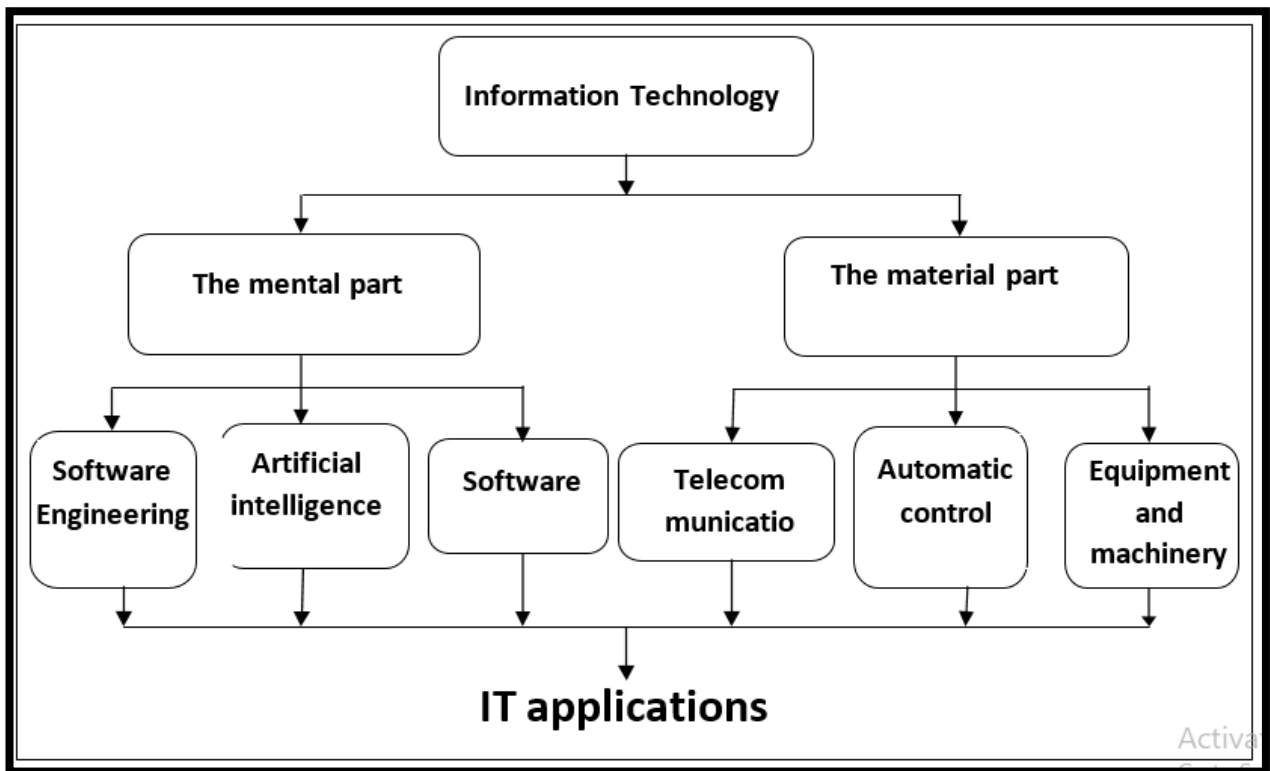 Information Technology
The mental part
The material part
Software
Engineering
Artificial
intelligence
Software
Telecom
municatio
Automatic
control
Equipment
and
machinery
IT applications
Activa